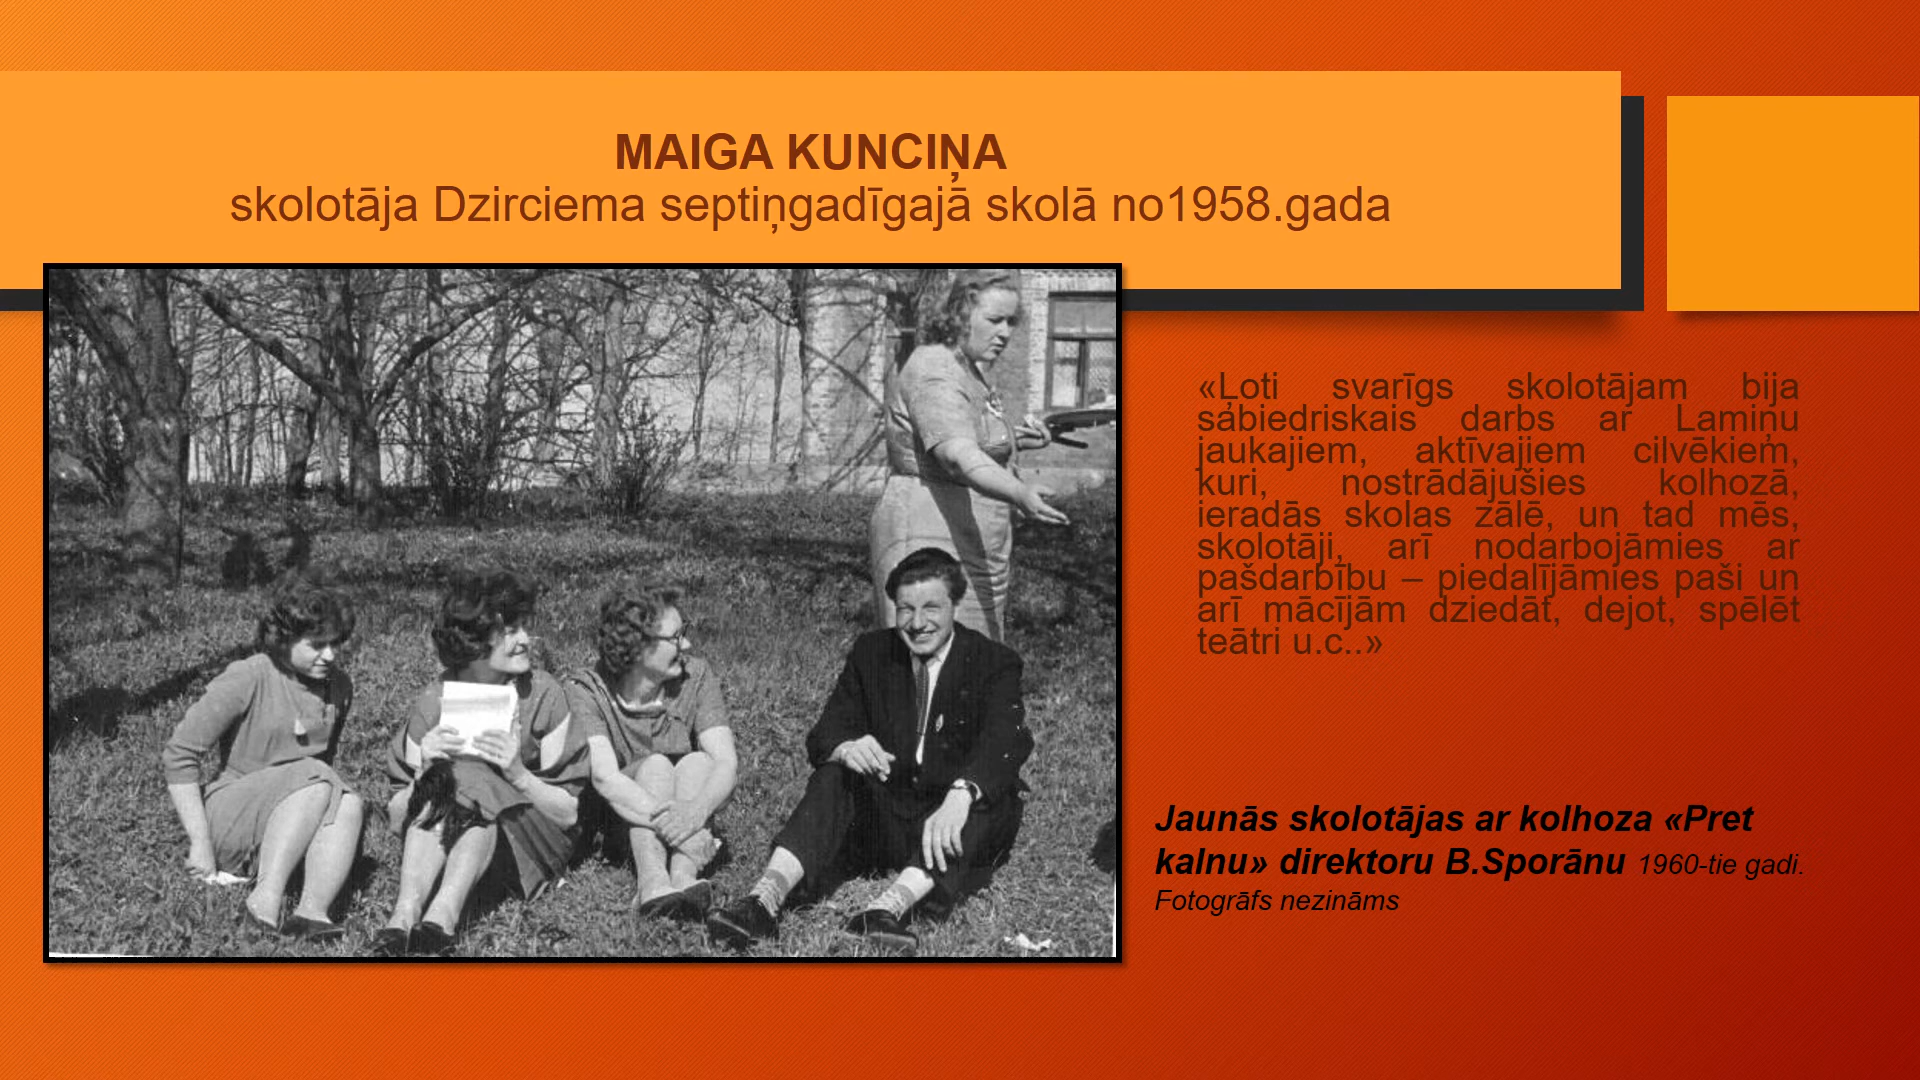 MAIGA KUNCIŅA
skolotāja Dzirciema septiņgadīgajā skolā no1958.gada
«Ļoti svarīgs skolotājam bija
sabiedriskais darbs ar Lamiņu
jaukajiem, aktīvajiem cilvēkiem,
kuri, nostrādājušies kolhozā,
ieradās skolas zālē, un tad mēs,
skolotāji, arī nodarbojāmies ar
pašdarbību – piedalījāmies paši un
arī mācījām dziedāt, dejot, spēlēt
teātri u.c..»
Jaunās skolotājas ar kolhoza «Pret
kalnu» direktoru B.Sporānu 1960-tie gadi.
Fotogrāfs nezināms